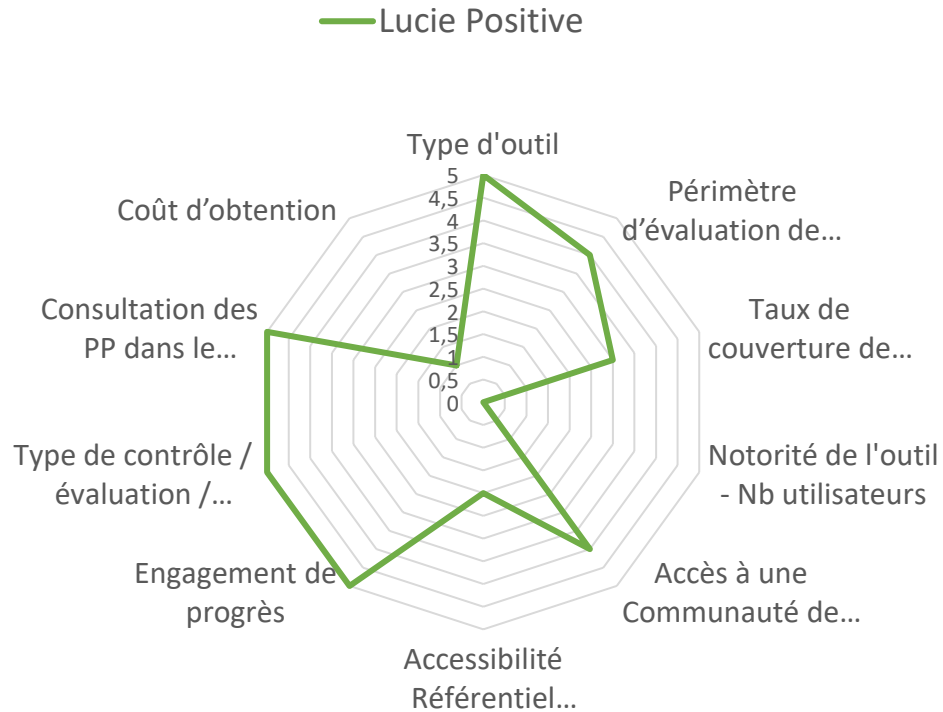 Lucie Positive
Type d'outil
Périmètre
d’évaluation de...
Taux de
couverture de...
Notorité de l'outil
- Nb utilisateurs
Accès à une
Communauté de...
Accessibilité
Référentiel...
Engagement de
progrès
Type de contrôle /
évaluation /...
Consultation des
PP dans le...
Coût d’obtention
5
4,5
4
3,5
3
2,5
2
1,5
1
0,5
0